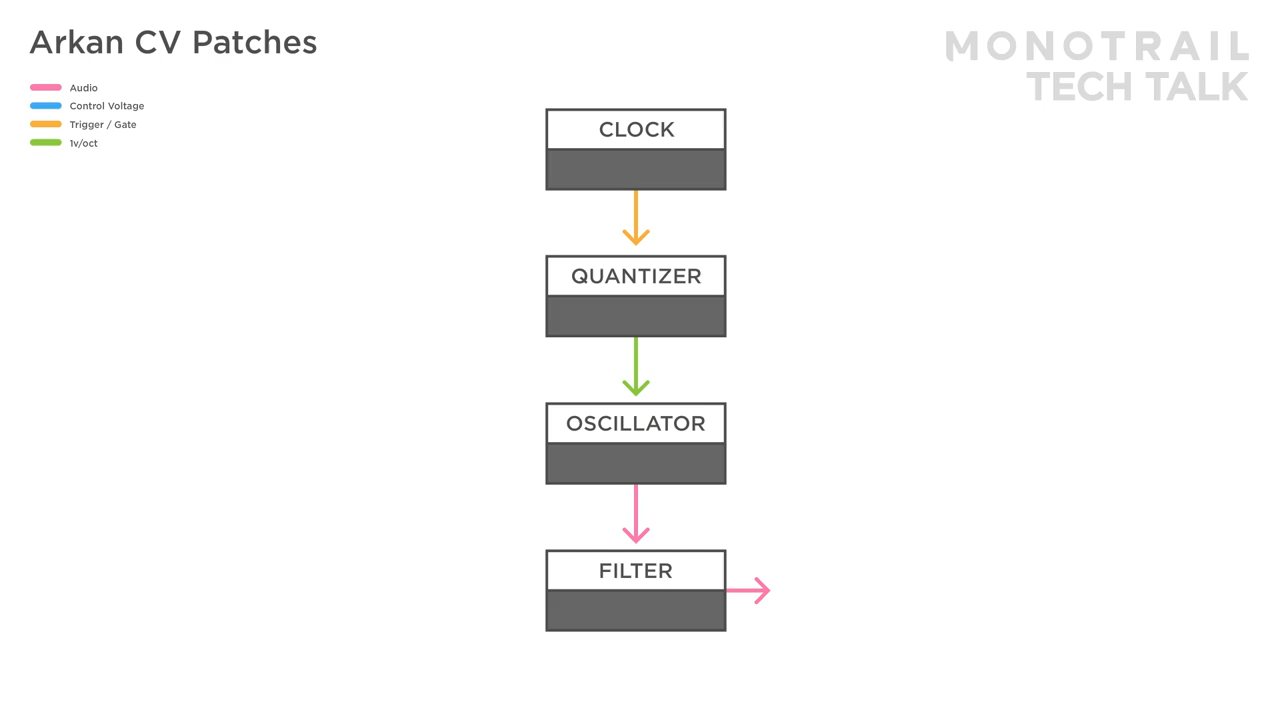 Arkan CV Patches
MONOTRAIL
TECH TALK
Audio
Control Voltage
Trigger / Gate
1v/oct
CLOCK
QUANTIZER
OSCILLATOR
FILTER